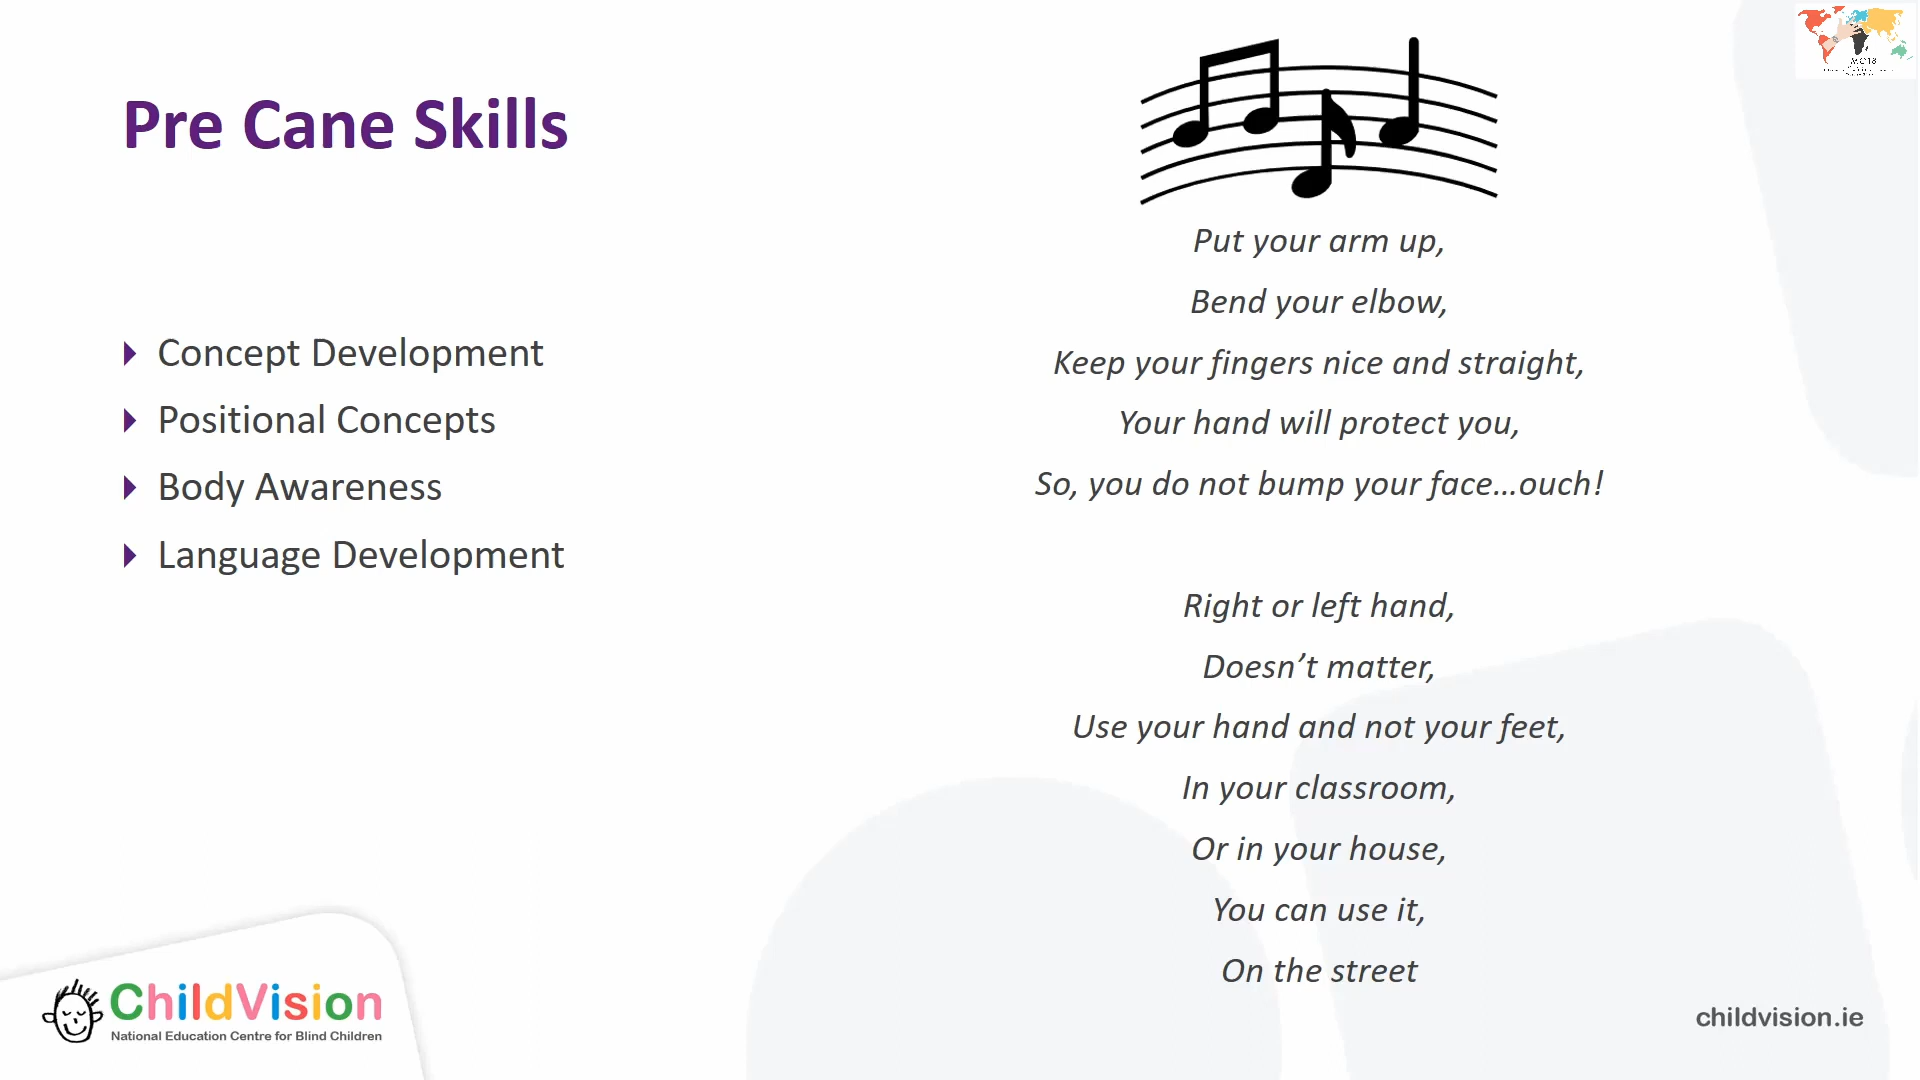 Pre Cane Skills
Concept Development
Positional Concepts
Body Awareness
Language Development
Put your arm up,
Bend your elbow,
Keep your fingers nice and straight,
Your hand will protect you,
So, you do not bump your face...ouch!
Right or left hand,
Doesn’t matter,
Use your hand and not your feet,
In your classroom,
Or in your house,
You can use it,
On the street
ChildVision
National Education Centre for Blind Children
childvision.ie